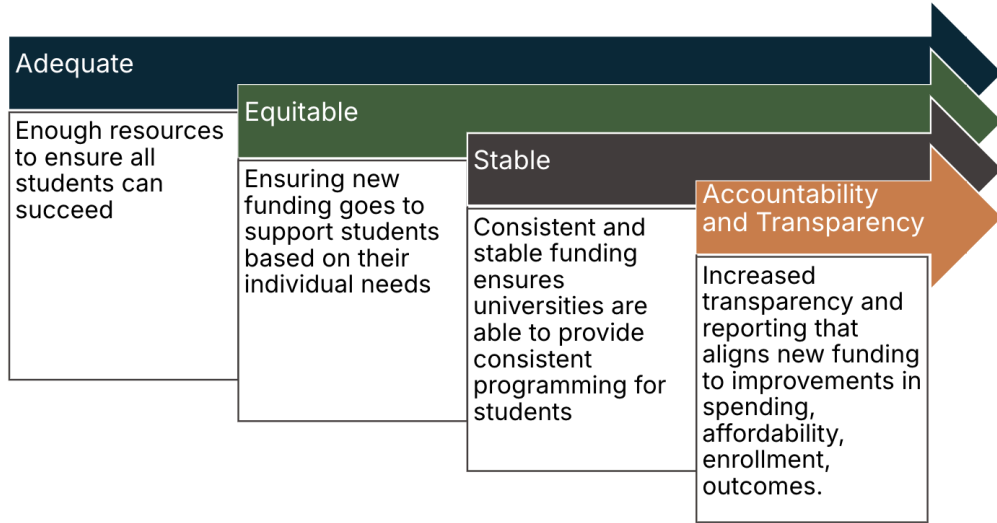 Adequate
Enough resources
to ensure all
students can
succeed
Equitable
Ensuring new
funding goes to
support students
based on their
individual needs
Stable
Consistent and
stable funding
ensures
universities are
able to provide
consistent
programming for
students
Accountability
and Transparency
Increased
transparency and
reporting that
aligns new funding
to improvements in
spending,
affordability,
enrollment,
outcomes.